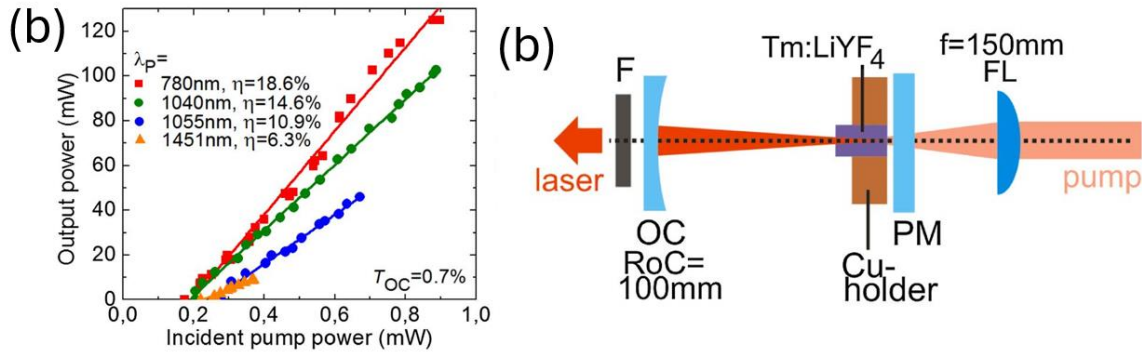 (b)
120
100
80
60
40
20
0
Output power (mW)
λP=
780nm, η=18.6%
1040nm, η=14.6%
1055nm, η=10.9%
1451nm, η=6.3%
TOC=0.7%
0,0 0,2 0,4 0,6 0,8 1,0
Incident pump power (mW)
(b)
Tm:LiYF4
f=150mm
F
FL
laser
pump
OC
RoC=
100mm
PM
Cu-
holder